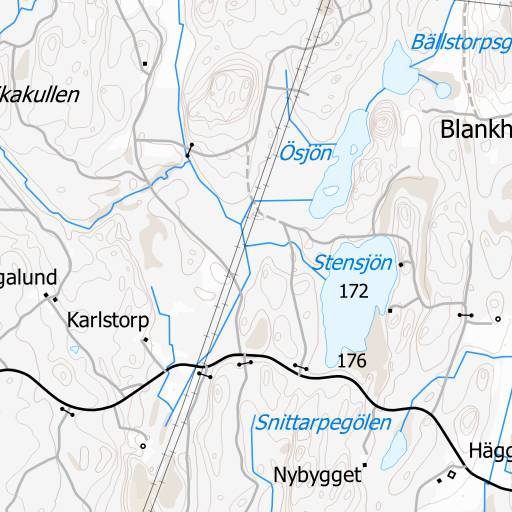 Bällstorpsg
kakullen
Blankh
Ösjön
Stensjön
galund
172
Karlstorp
176
Snittarpegölen
Hägg
Nybygget